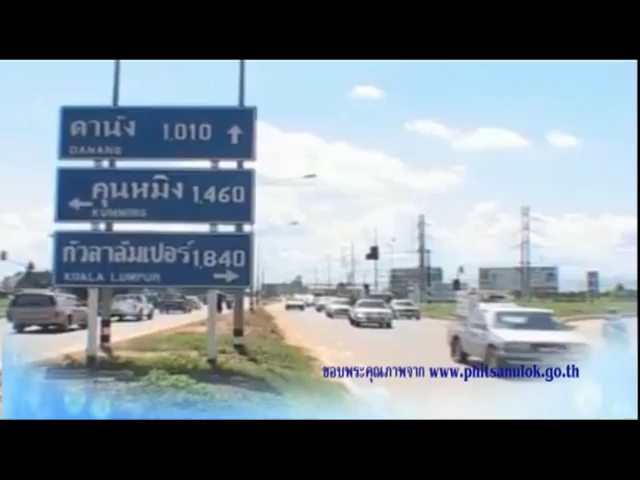 ดานัง 1,010
DANANG
คุนหมิง 1,460
KUNMING
กัวลาลัมเปอร์ 1,840
KUALA LUMPUR
ขอบพระคุณภาพจาก www.phitsanulok.go.th